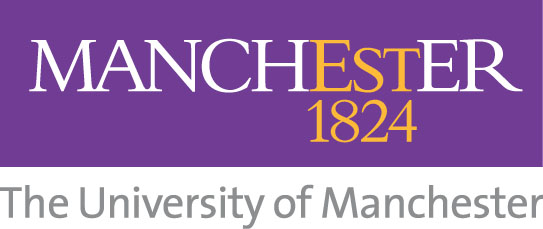 MANCHEstER
1824
The University of Manchester